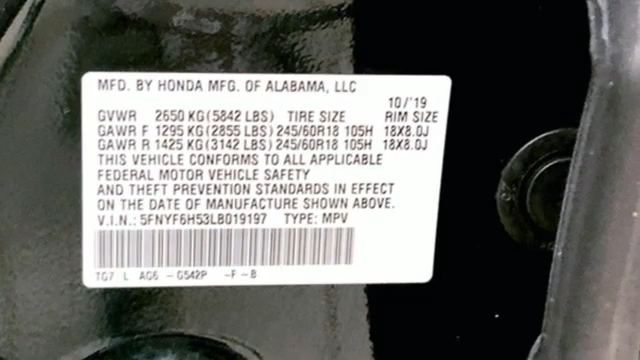 MFD. BY HONDA MFG. OF ALABAMA, LLC
10/'19
GVWR 2650 KG (5842 LBS) TIRE SIZE RIM SIZE
GAWR F 1295 KG (2855 LBS) 245/60R18 105H 18X8.0J
GAWR R 1425 KG (3142 LBS) 245/60R18 105H 18X8.0J
THIS VEHICLE CONFORMS TO ALL APPLICABLE
FEDERAL MOTOR VEHICLE SAFETY
AND THEFT PREVENTION STANDARDS IN EFFECT
ON THE DATE OF MANUFACTURE SHOWN ABOVE.
V.I.N.: 5FNYF6H53LB019197 TYPE: MPV
TG7 L AG6 - G542P -F-B